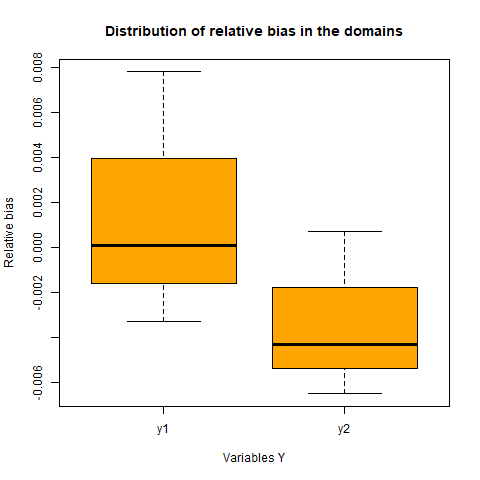 Distribution of relative bias in the domains
0.008
0.006
0.004
0.002
0.000
-0.002
-0.006
Relative bias
y1
y2
Variables Y